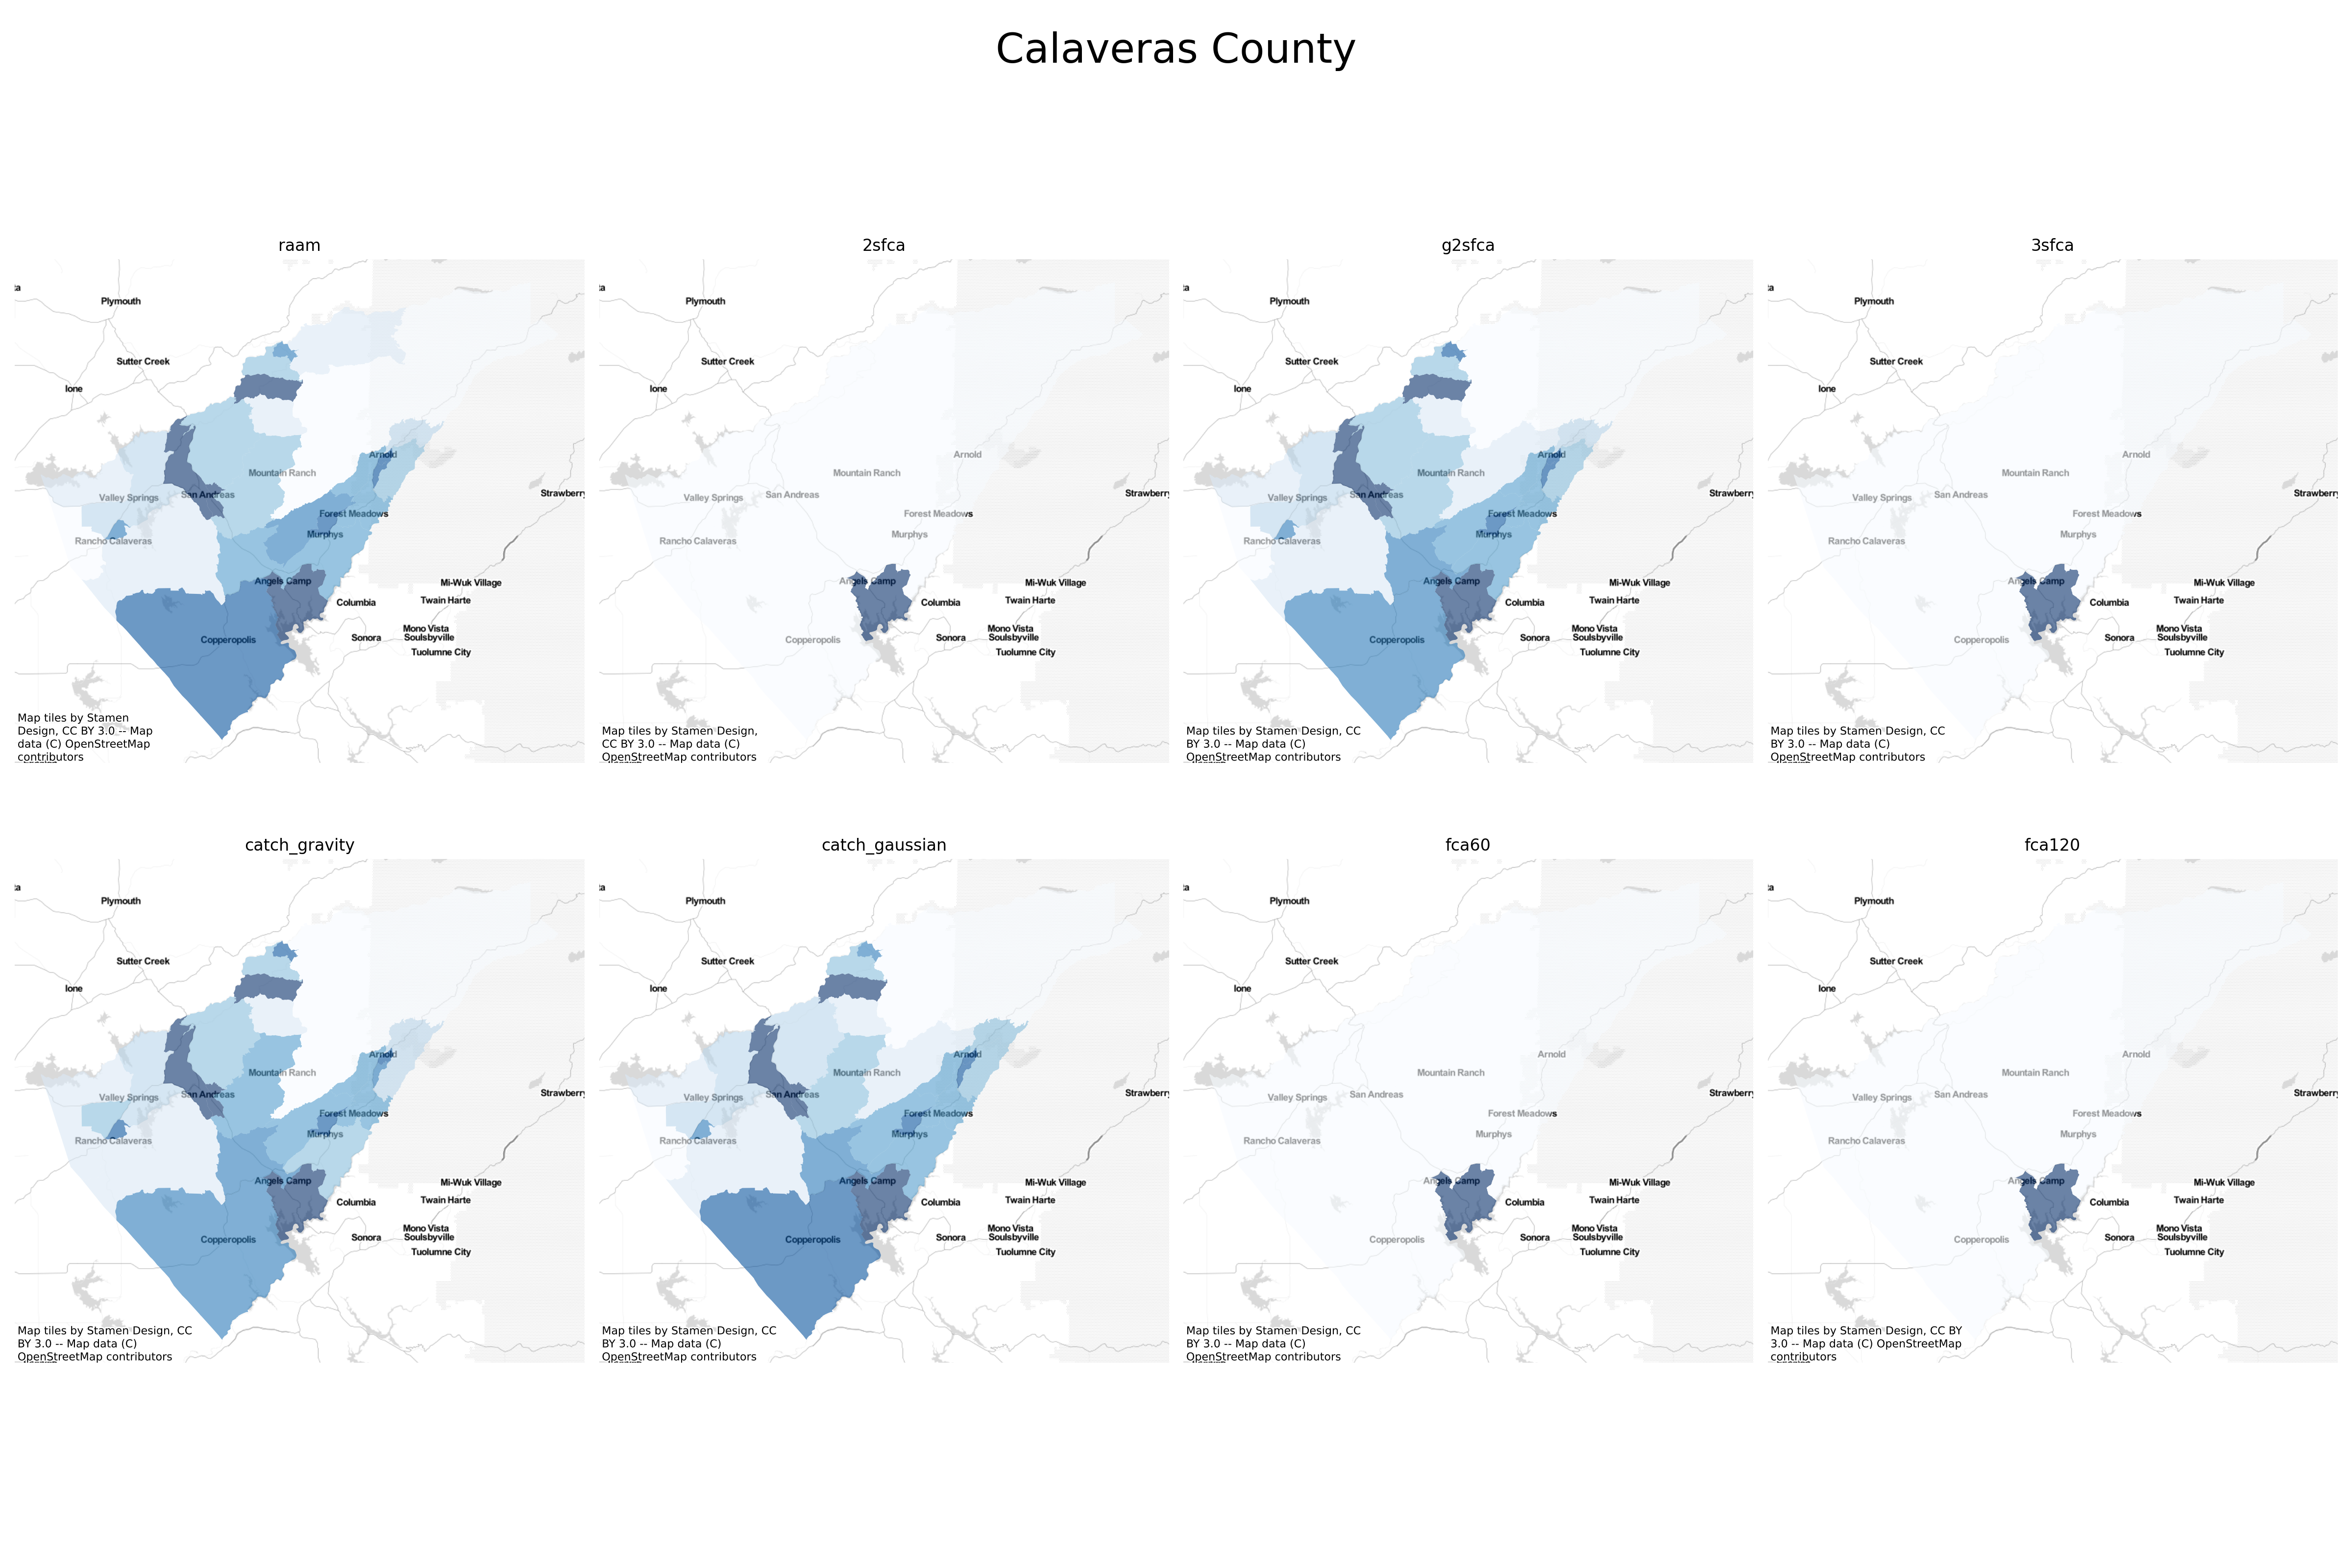 Calaveras County
raam
2sfca
g2sfca
3sfca
ta
Plymouth
Sutter Creek
Ione
Arnold
Mountain Ranch
Valley Springs
San Andreas
Strawberry
Forest Meadows
Murphys
Rancho Calaveras
Angels Camp
Mi-Wuk Village
Columbia
Twain Harte
Mono Vista
Sonora
Soulsbyville
Copperopolis
Tuolumne City
Map tiles by Stamen
Design, CC BY 3.0 -- Map
data (C) OpenStreetMap
contributors
ta
Plymouth
Sutter Creek
Ione
Arnold
Mountain Ranch
Valley Springs
San Andreas
Strawberry
Forest Meadows
Murphys
Rancho Calaveras
Angels Camp
Mi-Wuk Village
Columbia
Twain Harte
Mono Vista
Sonora
Soulsbyville
Copperopolis
Tuolumne City
Map tiles by Stamen Design,
CC BY 3.0 -- Map data (C)
OpenStreetMap contributors
ta
Plymouth
Sutter Creek
Ione
Arnold
Mountain Ranch
Valley Springs
San Andreas
Strawberry
Forest Meadows
Murphys
Rancho Calaveras
Angels Camp
Mi-Wuk Village
Columbia
Twain Harte
Mono Vista
Sonora
Soulsbyville
Copperopolis
Tuolumne City
Map tiles by Stamen Design, CC
BY 3.0 -- Map data (C)
OpenStreetMap contributors
ta
Plymouth
Sutter Creek
Ione
Arnold
Mountain Ranch
Valley Springs
San Andreas
Strawberry
Forest Meadows
Murphys
Rancho Calaveras
Angels Camp
Mi-Wuk Village
Columbia
Twain Harte
Mono Vista
Sonora
Soulsbyville
Copperopolis
Tuolumne City
Map tiles by Stamen Design, CC
BY 3.0 -- Map data (C)
OpenStreetMap contributors
catch_gravity
catch_gaussian
fca60
fca120
ta
Plymouth
Sutter Creek
Ione
Arnold
Mountain Ranch
Valley Springs
San Andreas
Strawberry
Forest Meadows
Murphys
Rancho Calaveras
Angels Camp
Mi-Wuk Village
Columbia
Twain Harte
Mono Vista
Sonora
Soulsbyville
Copperopolis
Tuolumne City
Map tiles by Stamen Design, CC
BY 3.0 -- Map data (C)
OpenStreetMap contributors
ta
Plymouth
Sutter Creek
Ione
Arnold
Mountain Ranch
Valley Springs
San Andreas
Strawberry
Forest Meadows
Murphys
Rancho Calaveras
Angels Camp
Mi-Wuk Village
Columbia
Twain Harte
Mono Vista
Sonora
Soulsbyville
Copperopolis
Tuolumne City
Map tiles by Stamen Design, CC
BY 3.0 -- Map data (C)
OpenStreetMap contributors
ta
Plymouth
Sutter Creek
Ione
Arnold
Mountain Ranch
Valley Springs
San Andreas
Strawberry
Forest Meadows
Murphys
Rancho Calaveras
Angels Camp
Mi-Wuk Village
Columbia
Twain Harte
Mono Vista
Sonora
Soulsbyville
Copperopolis
Tuolumne City
Map tiles by Stamen Design, CC
BY 3.0 -- Map data (C)
OpenStreetMap contributors
ta
Plymouth
Sutter Creek
Ione
Arnold
Mountain Ranch
Valley Springs
San Andreas
Strawberry
Forest Meadows
Murphys
Rancho Calaveras
Angels Camp
Mi-Wuk Village
Columbia
Twain Harte
Mono Vista
Sonora
Soulsbyville
Copperopolis
Tuolumne City
Map tiles by Stamen Design, CC BY
3.0 -- Map data (C) OpenStreetMap
contributors